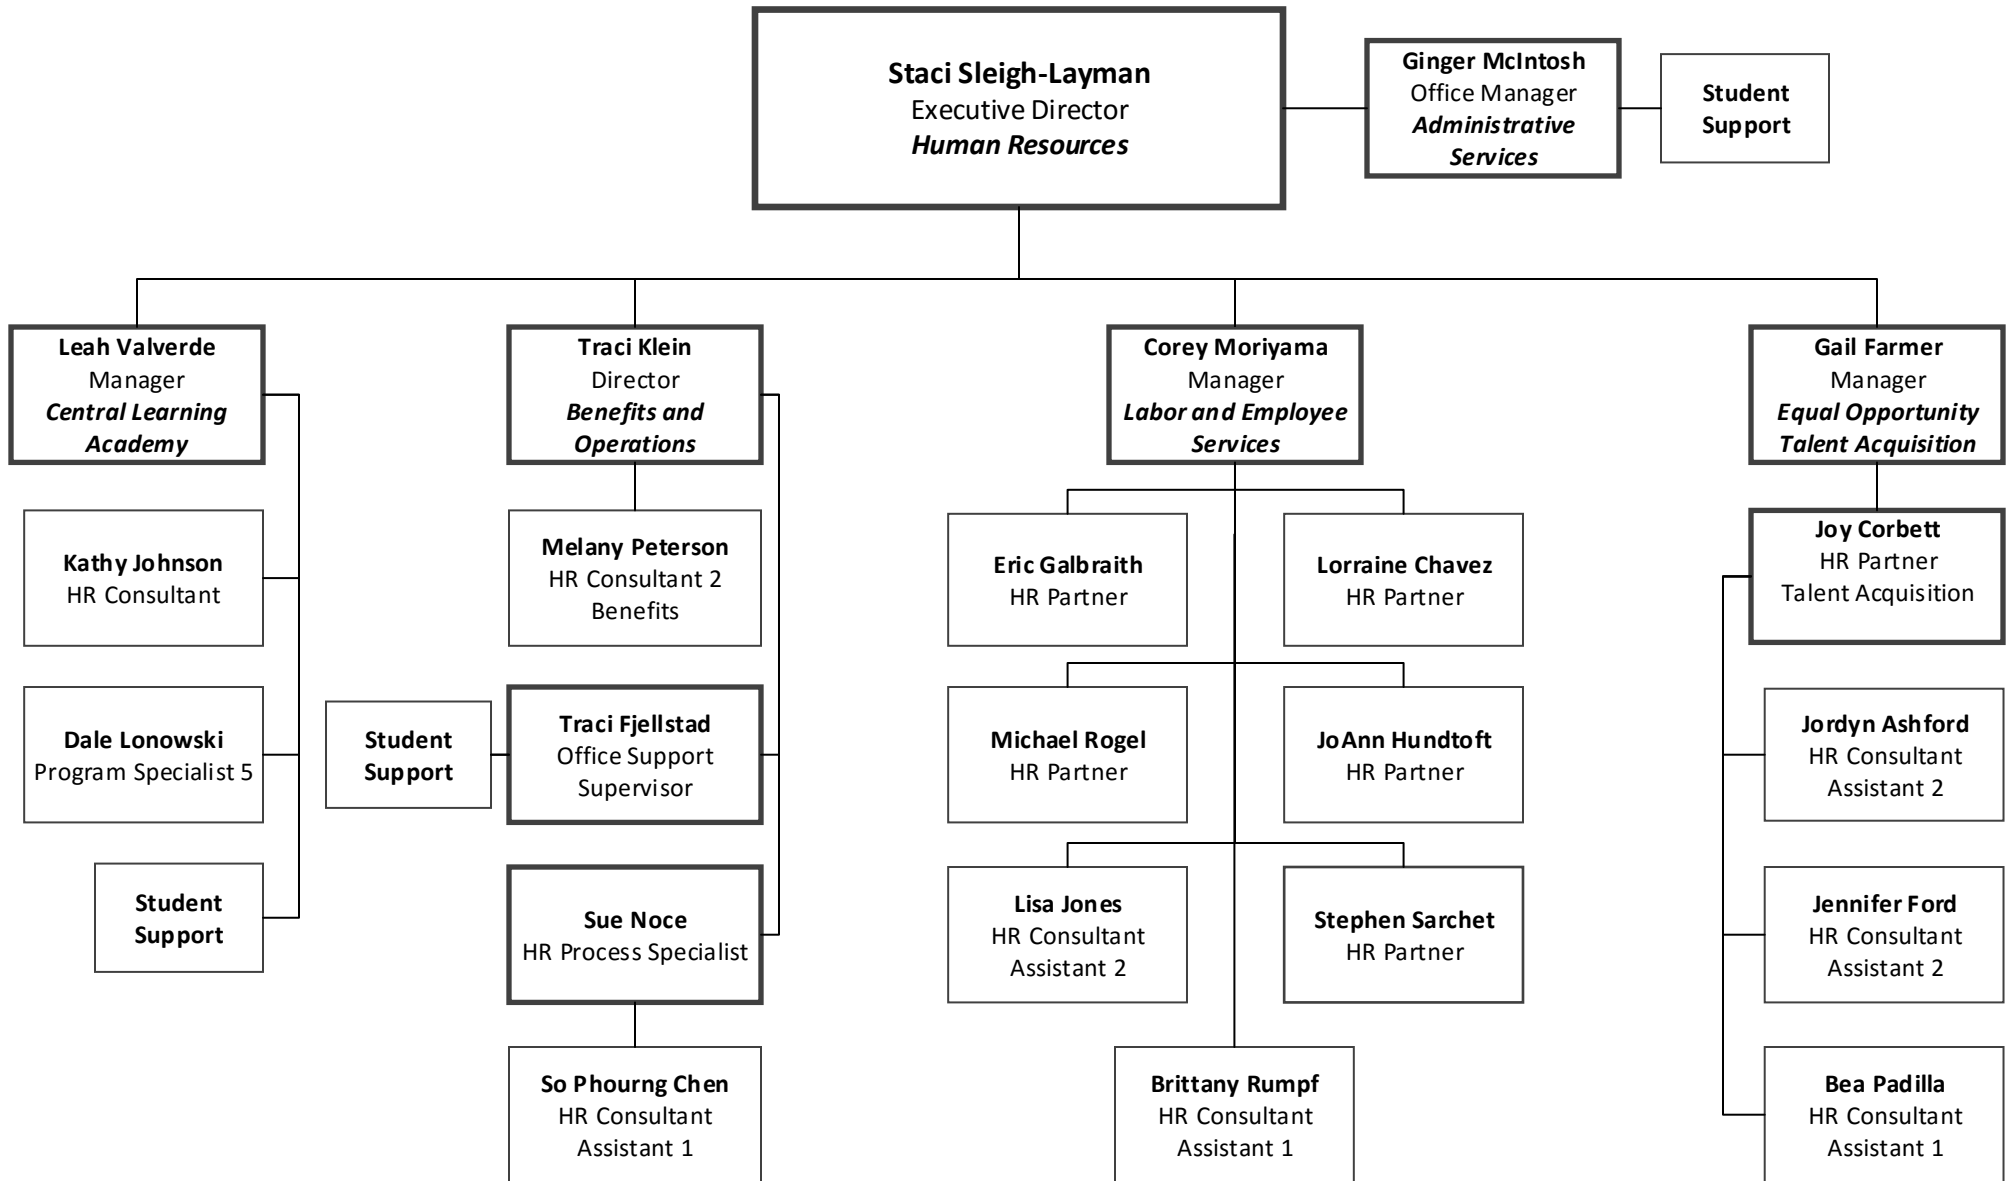 Staci Sleigh-Layman
Executive Director
Human Resources
Ginger McIntosh
Office Manager
Administrative
Services
Student
Support
Leah Valverde
Manager
Central Learning
Academy
Kathy Johnson
HR Consultant
Dale Lonowski
Program Specialist 5
Student
Support
Traci Klein
Director
Benefits and
Operations
Melany Peterson
HR Consultant 2
Benefits
Student
Support
Traci Fjellstad
Office Support
Supervisor
Sue Noce
HR Process Specialist
So Phourng Chen
HR Consultant
Assistant 1
Corey Moriyama
Manager
Labor and Employee
Services
Eric Galbraith
HR Partner
Lorraine Chavez
HR Partner
Michael Rogel
HR Partner
JoAnn Hundtoft
HR Partner
Lisa Jones
HR Consultant
Assistant 2
Stephen Sarchet
HR Partner
Brittany Rumpf
HR Consultant
Assistant 1
Gail Farmer
Manager
Equal Opportunity
Talent Acquisition
Joy Corbett
HR Partner
Talent Acquisition
Jordyn Ashford
HR Consultant
Assistant 2
Jennifer Ford
HR Consultant
Assistant 2
Bea Padilla
HR Consultant
Assistant 1